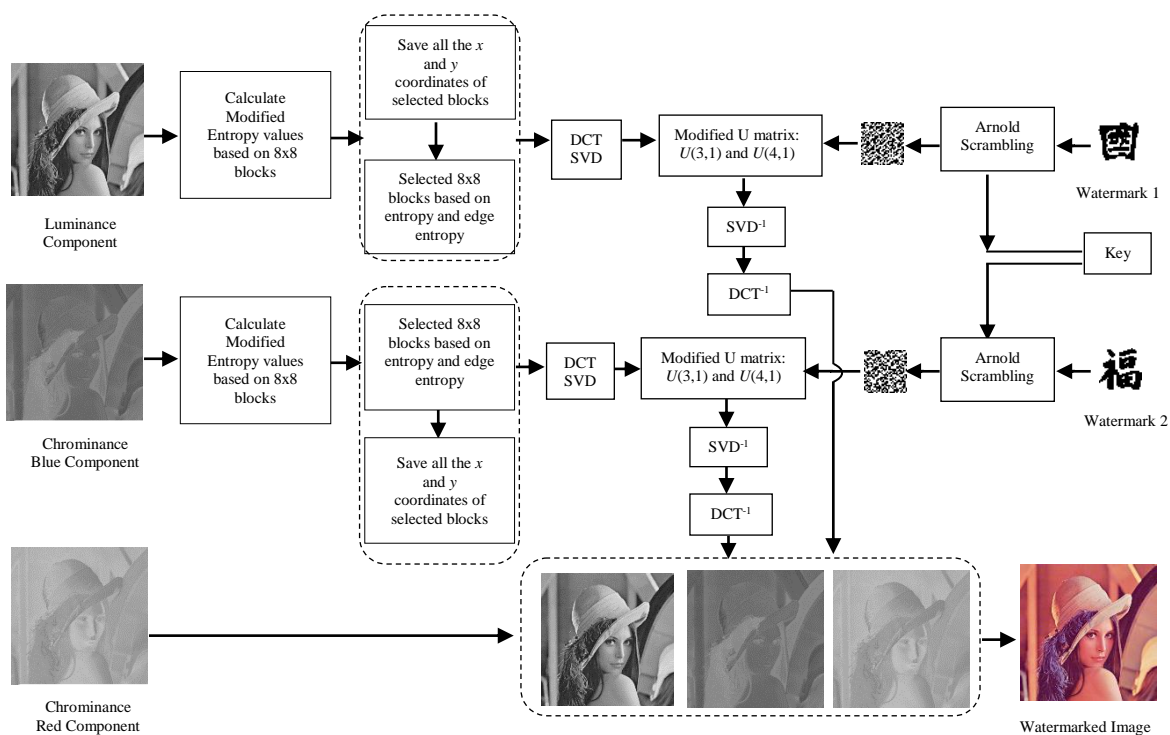 Save all the x
and y
coordinates of
selected blocks
Calculate
Modified
Entropy values
based on 8x8
blocks
Selected 8x8
blocks based on
entropy and edge
entropy
DCT
SVD
Modified U matrix:
U(3,1) and U(4,1)
Arnold
Scrambling
國
Watermark 1
Luminance
Component
SVD-1
DCT-1
Key
Calculate
Modified
Entropy values
based on 8x8
blocks
Selected 8x8
blocks based on
entropy and edge
entropy
Save all the x
and y
coordinates of
selected blocks
DCT
SVD
Modified U matrix:
U(3,1) and U(4,1)
Arnold
Scrambling
福
Watermark 2
Chrominance
Blue Component
SVD-1
DCT-1
Chrominance
Red Component
Watermarked Image